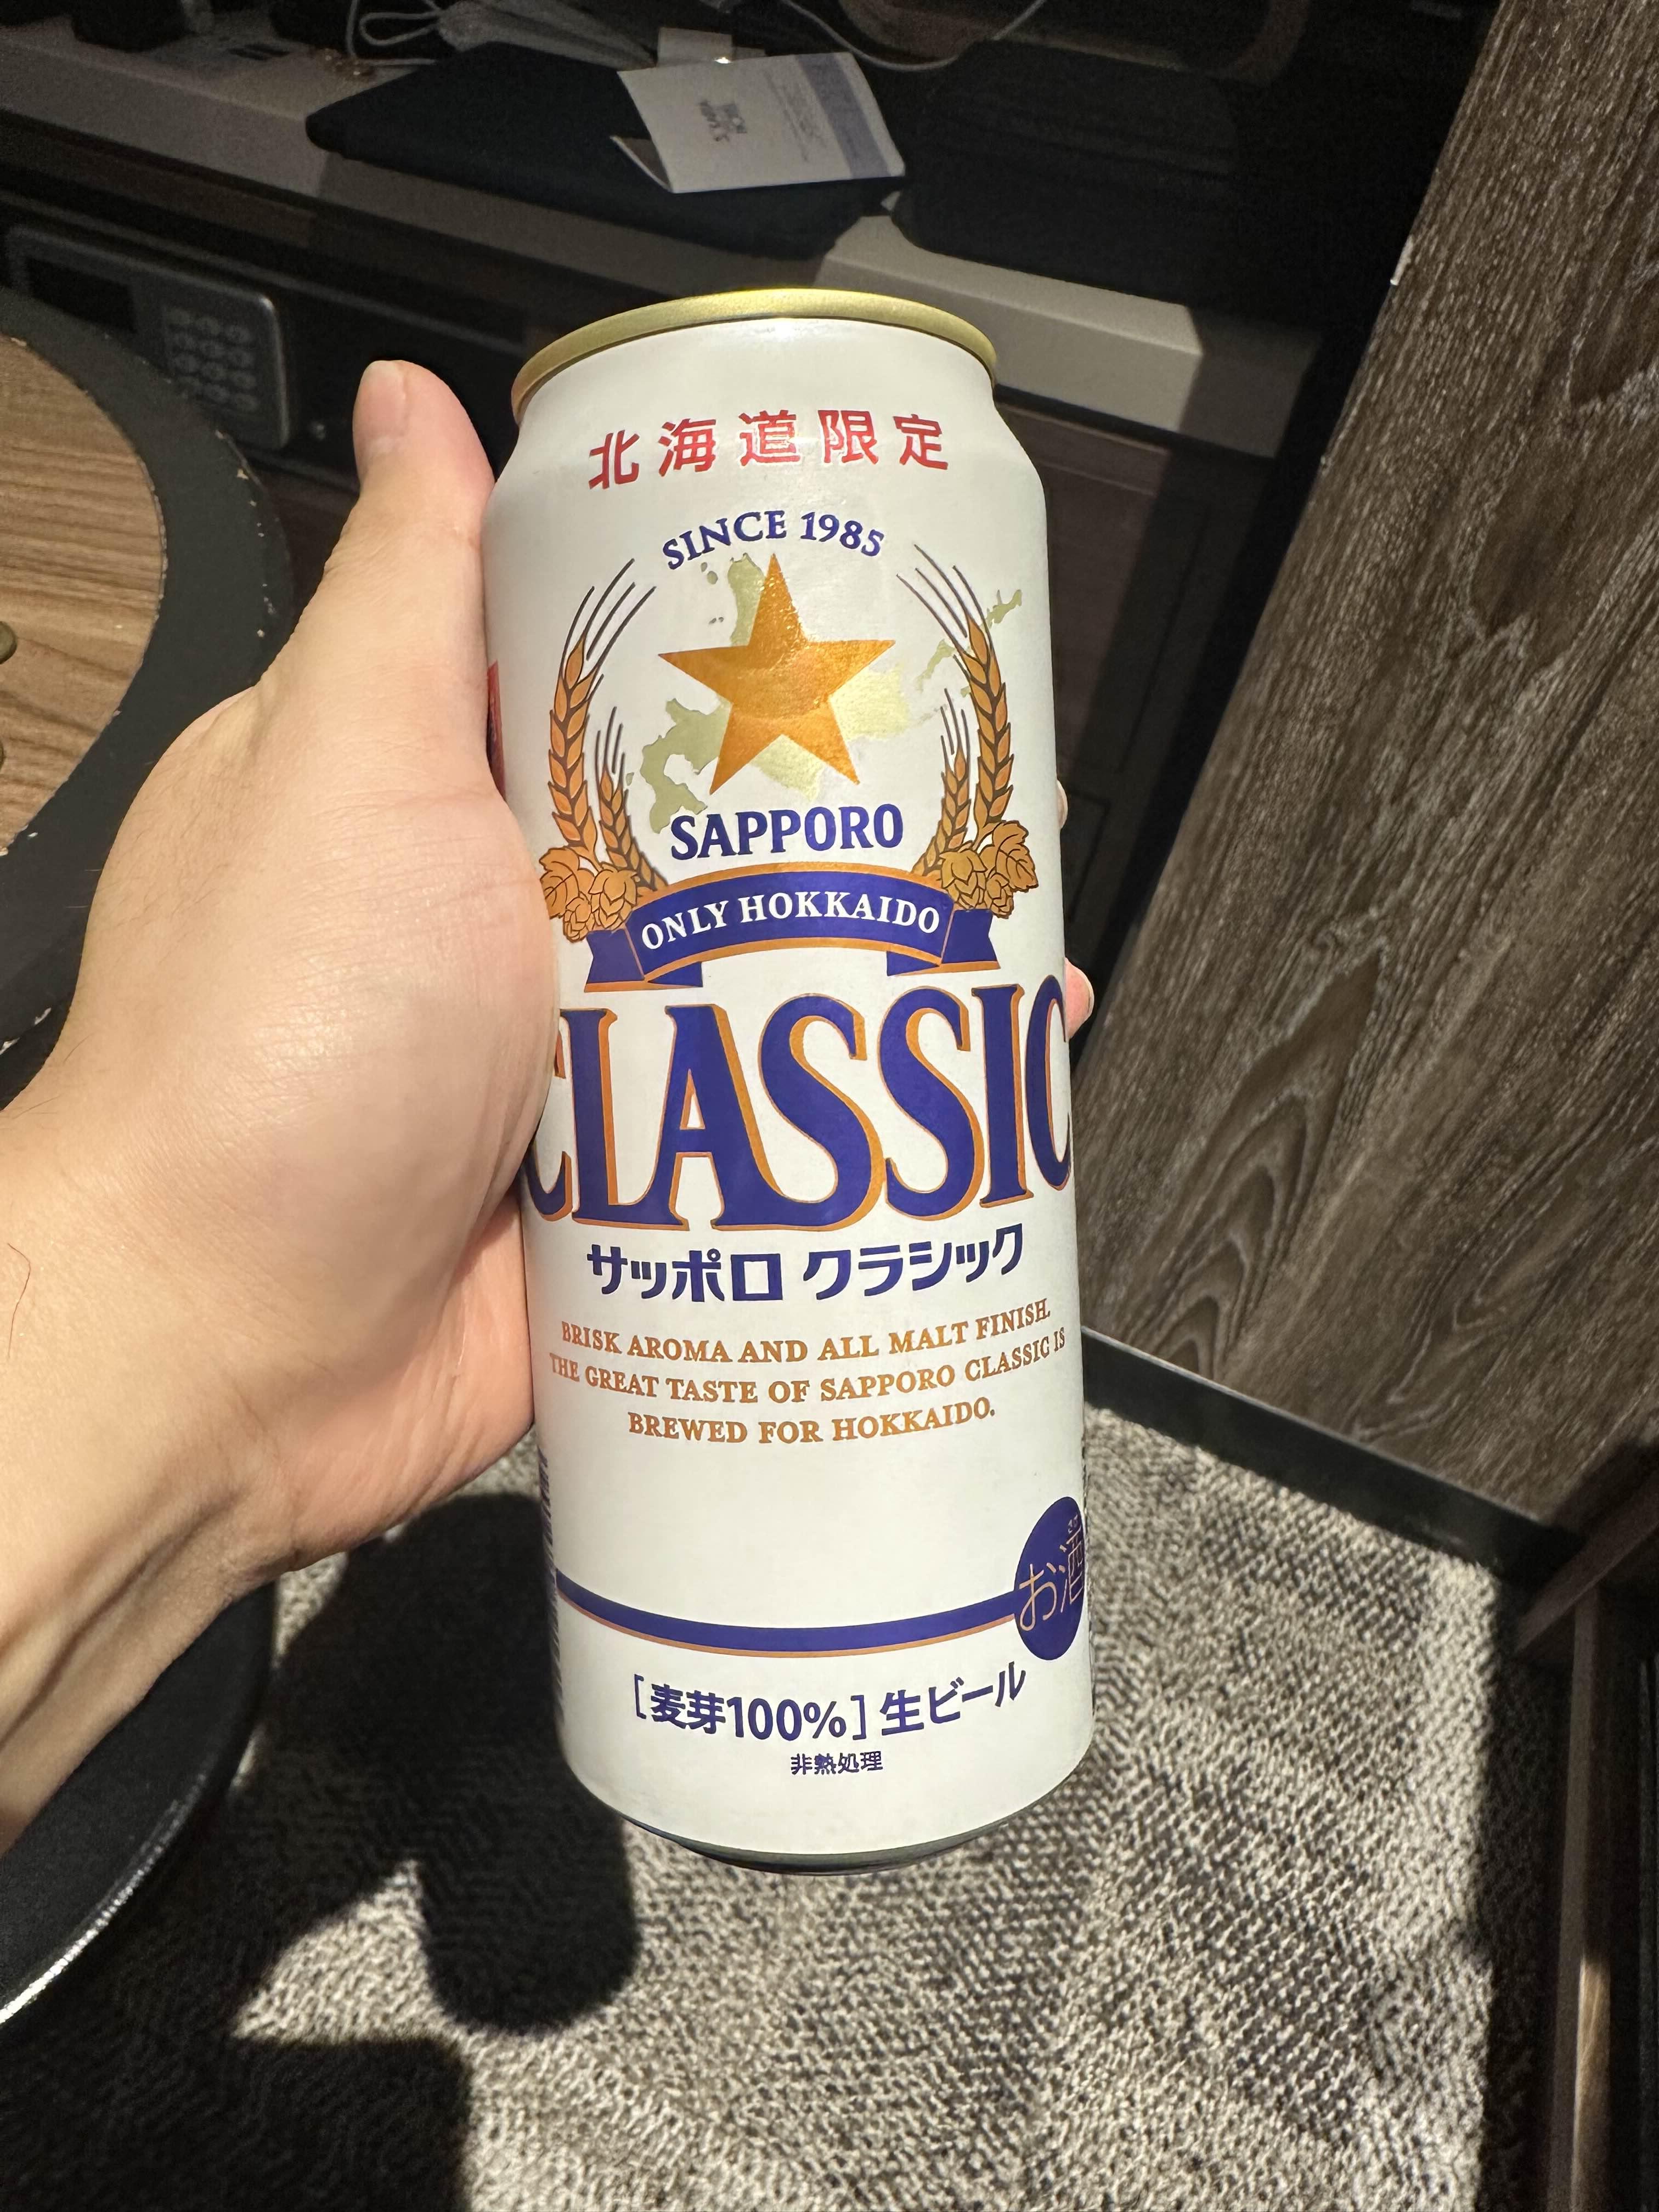 北海道限定
SINCE 1985
SAPPORO
ONLY HOKKAIDO
CLASSIC
サッポロ クラシック
BRISK AROMA AND ALL MALT FINISH.
THE GREAT TASTE OF SAPPORO CLASSIC IS
BREWED FOR HOKKAIDO.
お酒
[麦芽100%] 生ビール
非熱処理